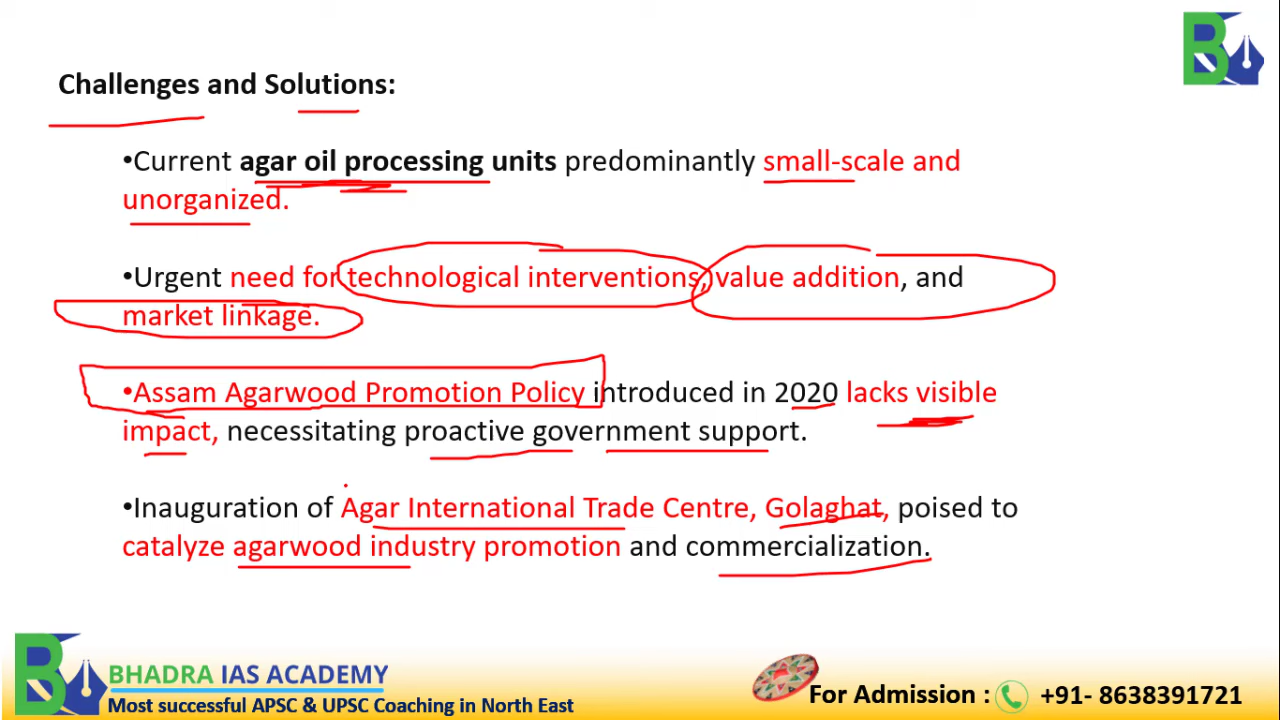 Challenges and Solutions:
•Current agar oil processing units predominantly small-scale and
unorganized.
•Urgent need for technological interventions, value addition, and
market linkage.
•Assam Agarwood Promotion Policy introduced in 2020 lacks visible
impact, necessitating proactive government support.
•Inauguration of Agar International Trade Centre, Golaghat, poised to
catalyze agarwood industry promotion and commercialization.
BHADRA IAS ACADEMY
Most successful APSC & UPSC Coaching in North East
For Admission : +91- 8638391721